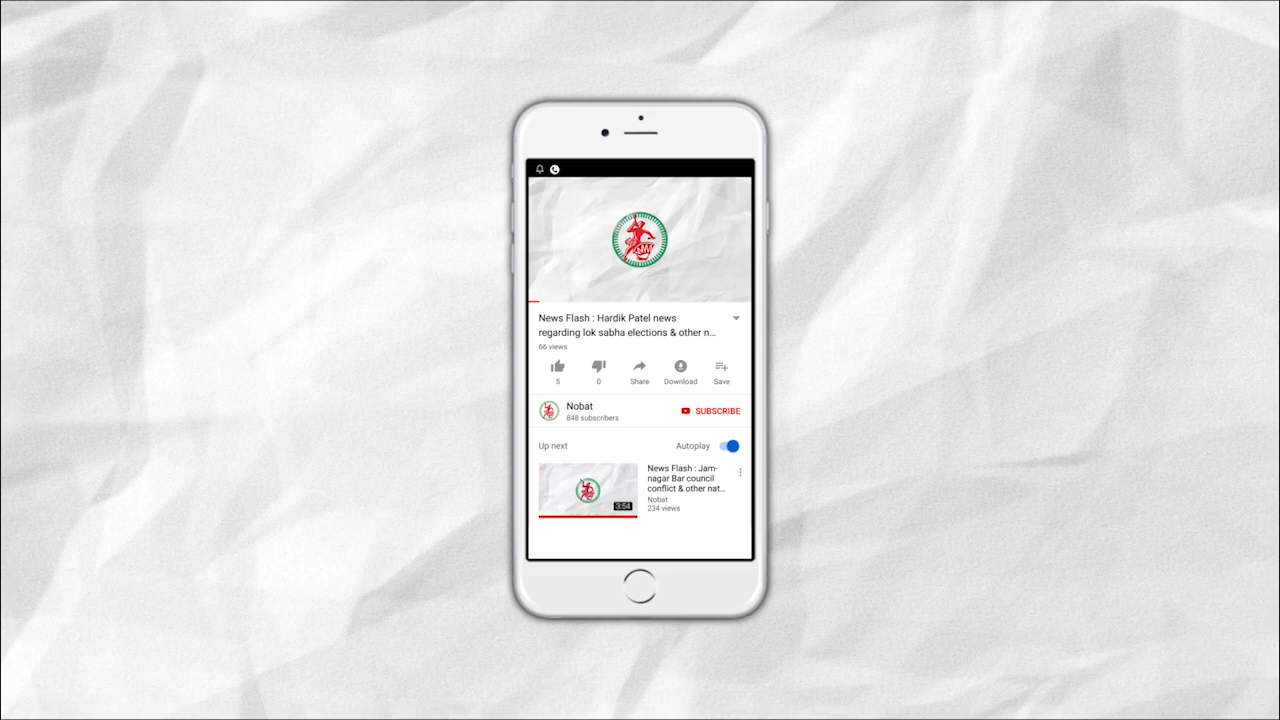 News Flash : Hardik Patel news
regarding lok sabha elections & other n...
66 views
5
0
Share
Download
Save
Nobat
848 subscribers
SUBSCRIBE
Up next
Autoplay
3:54
News Flash : Jam-
nagar Bar council
conflict & other nat...
Nobat
234 views